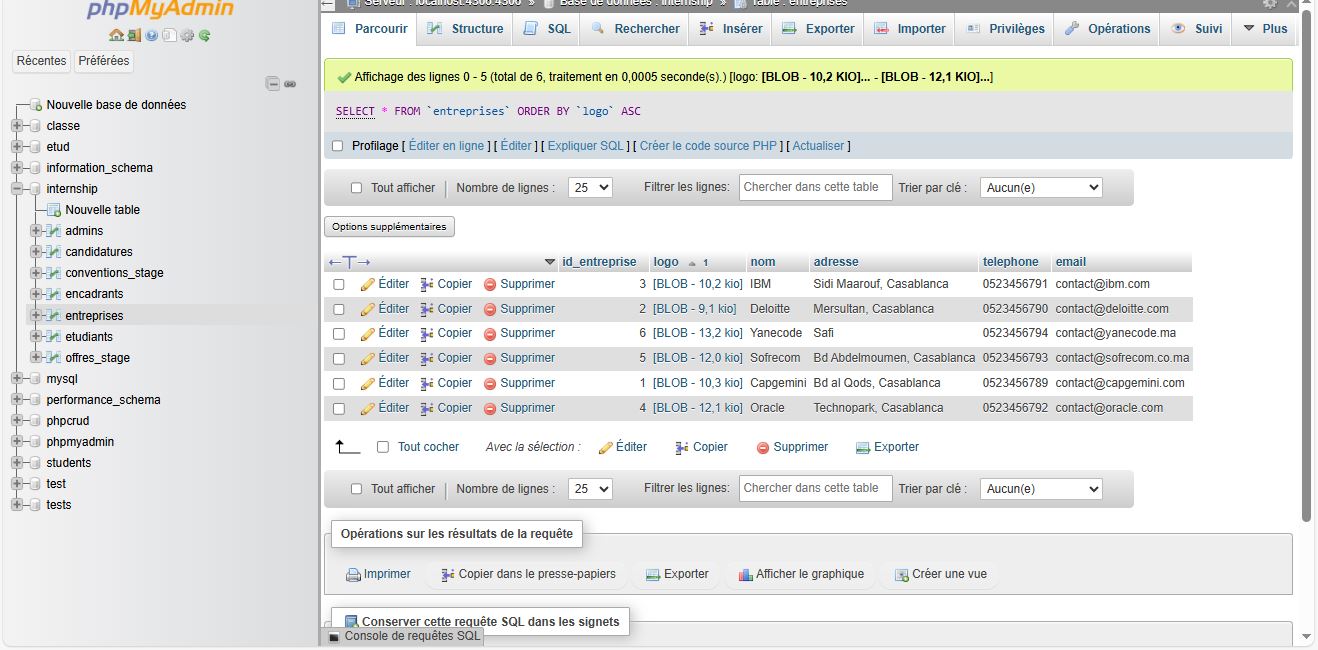 phpMyAdmin
Récentes Préférées
Nouvelle base de données
classe
etud
information_schema
internship
Nouvelle table
admins
candidatures
conventions_stage
encadrants
entreprises
etudiants
offres_stage
mysql
performance_schema
phpcrud
phpmyadmin
students
test
tests
Serveur : localhost:4306:4306 » Base de données : internship » Table : entreprises
Parcourir Structure SQL Rechercher Insérer Exporter Importer Privilèges Opérations Suivi Plus
Affichage des lignes 0 - 5 (total de 6, traitement en 0,0005 seconde(s).) [logo: [BLOB - 10,2 KIO]... - [BLOB - 12,1 KIO]...]
SELECT * FROM `entreprises` ORDER BY `logo` ASC
Profilage [ Éditer en ligne ] [ Éditer ] [ Expliquer SQL ] [ Créer le code source PHP ] [ Actualiser ]
Tout afficher Nombre de lignes : 25 Filtrer les lignes: Chercher dans cette table Trier par clé : Aucun(e)
Options supplémentaires
←T→ id_entreprise logo 1 nom adresse telephone email
Éditer Copier Supprimer 3 [BLOB - 10,2 kio] IBM Sidi Maarouf, Casablanca 0523456791 contact@ibm.com
Éditer Copier Supprimer 2 [BLOB - 9,1 kio] Deloitte Mersultan, Casablanca 0523456790 contact@deloitte.com
Éditer Copier Supprimer 6 [BLOB - 13,2 kio] Yanecode Safi 0523456794 contact@yanecode.ma
Éditer Copier Supprimer 5 [BLOB - 12,0 kio] Sofrecom Bd Abdelmoumen, Casablanca 0523456793 contact@sofrecom.co.ma
Éditer Copier Supprimer 1 [BLOB - 10,3 kio] Capgemini Bd al Qods, Casablanca 0523456789 contact@capgemini.com
Éditer Copier Supprimer 4 [BLOB - 12,1 kio] Oracle Technopark, Casablanca 0523456792 contact@oracle.com
Tout cocher Avec la sélection : Éditer Copier Supprimer Exporter
Tout afficher Nombre de lignes : 25 Filtrer les lignes: Chercher dans cette table Trier par clé : Aucun(e)
Opérations sur les résultats de la requête
Imprimer Copier dans le presse-papiers Exporter Afficher le graphique Créer une vue
Conserver cette requête SQL dans les signets
Console de requêtes SQL